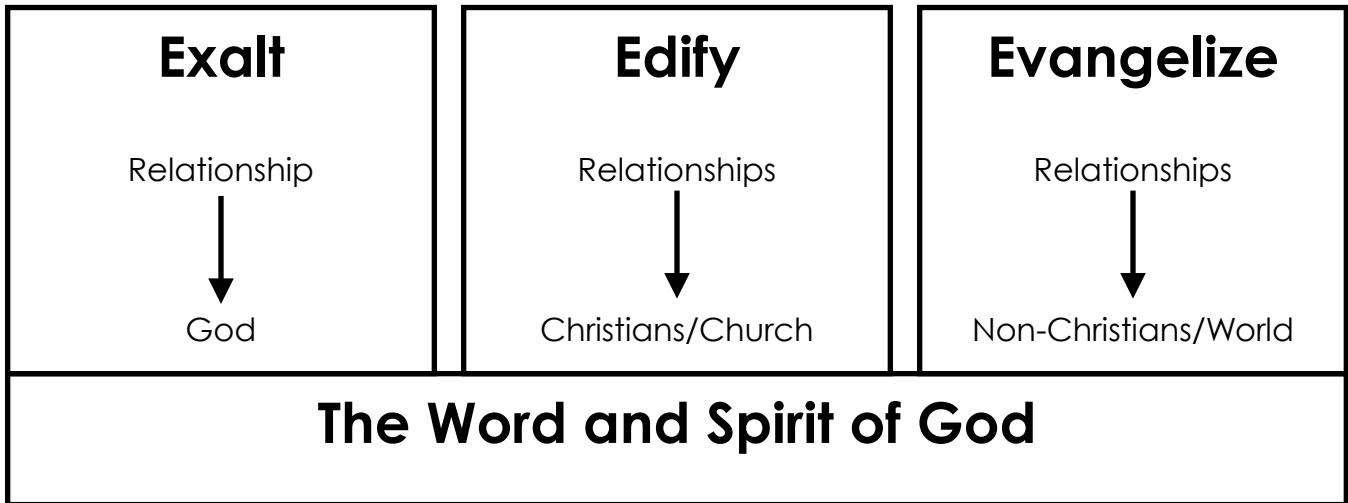 Exalt
Relationship
God
Edify
Relationships
Christians/Church
Evangelize
Relationships
Non-Christians/World
The Word and Spirit of God